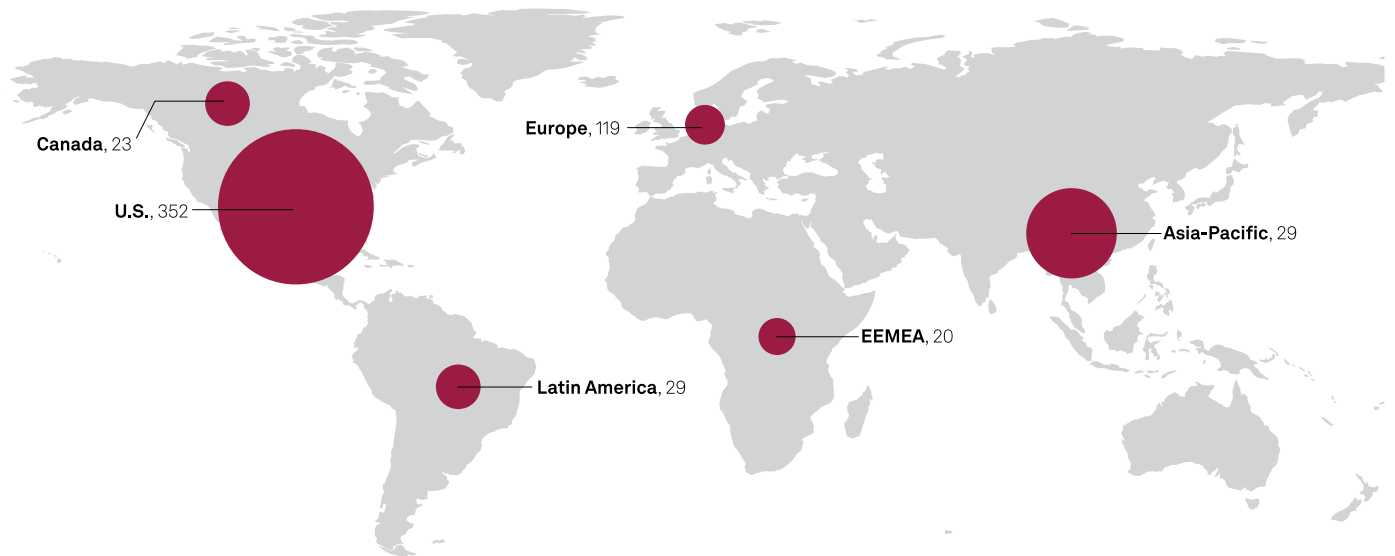 Canada, 23
Europe, 119
U.S., 352
Asia-Pacific, 29
EEMEA, 20
Latin America, 29